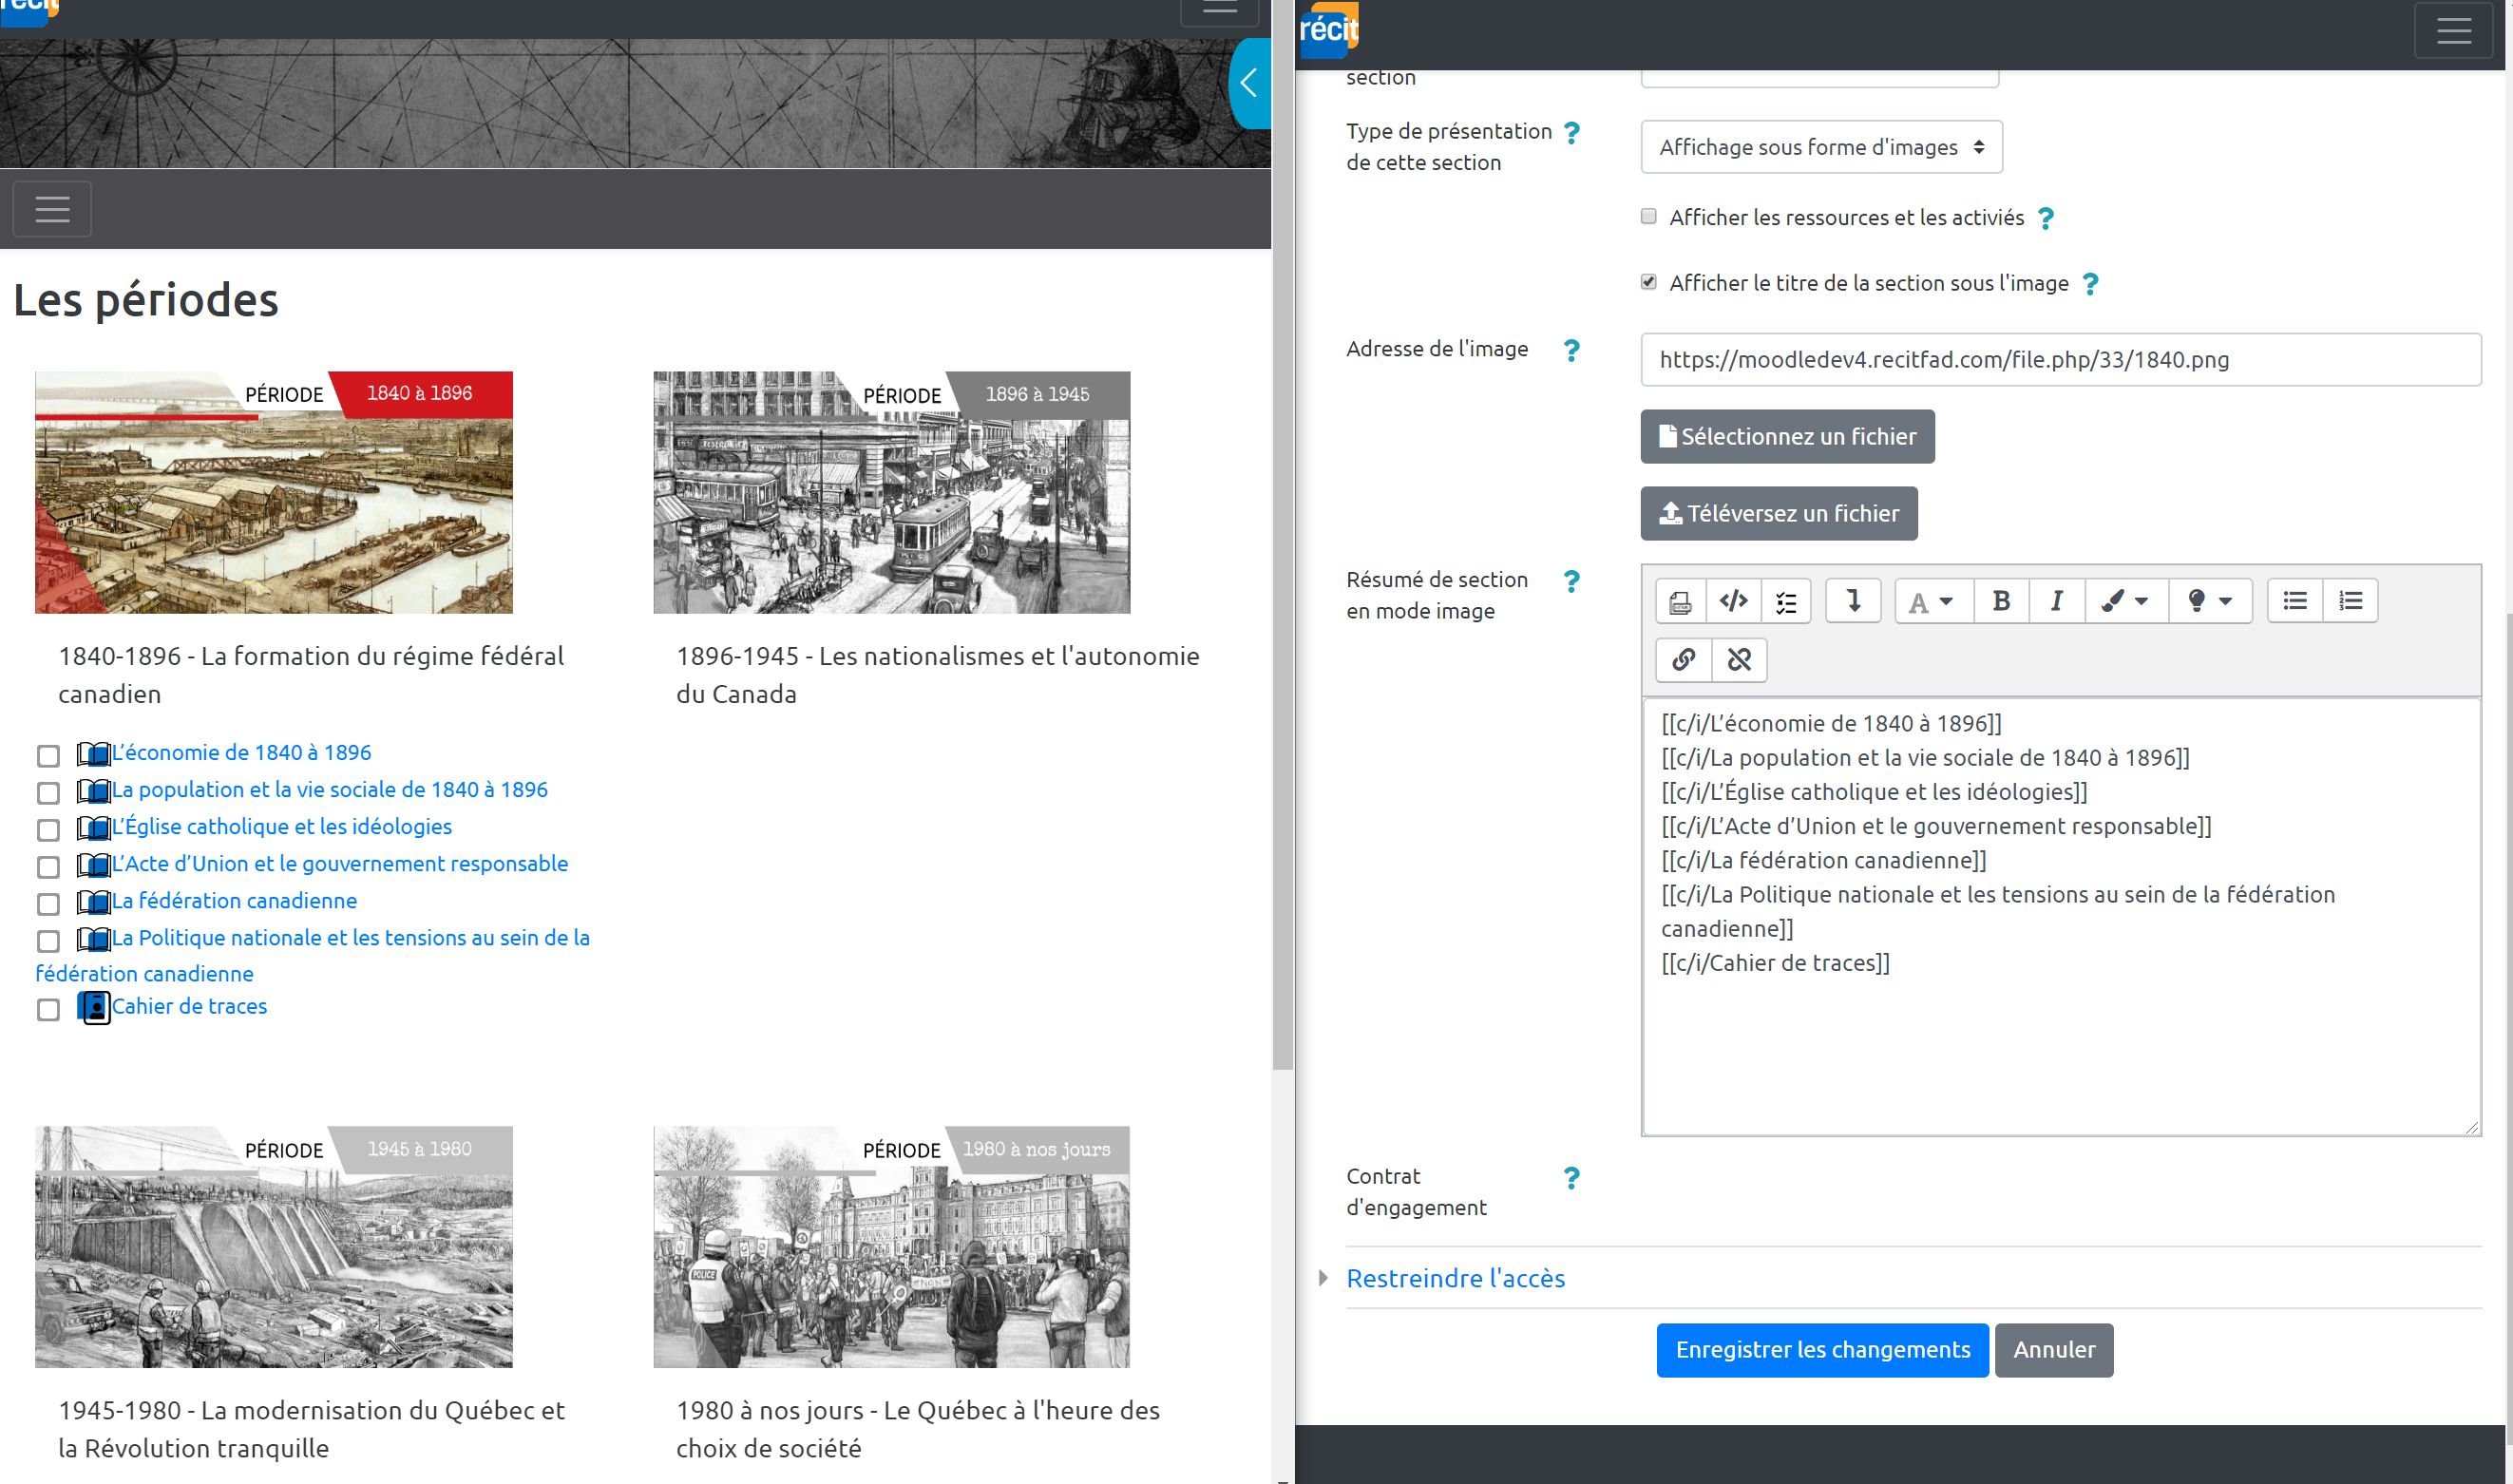 récit
Les périodes
PÉRIODE 1840 à 1896
PÉRIODE 1896 à 1945
1840-1896 - La formation du régime fédéral
canadien
1896-1945 - Les nationalismes et l'autonomie
du Canada
L’économie de 1840 à 1896
La population et la vie sociale de 1840 à 1896
L’Église catholique et les idéologies
L’Acte d’Union et le gouvernement responsable
La fédération canadienne
La Politique nationale et les tensions au sein de la
fédération canadienne
Cahier de traces
PÉRIODE 1945 à 1980
PÉRIODE 1980 à nos jours
POLICE
NON
1945-1980 - La modernisation du Québec et
la Révolution tranquille
1980 à nos jours - Le Québec à l'heure des
choix de société
récit
section
Type de présentation
de cette section
Affichage sous forme d'images
Afficher les ressources et les activiés
Afficher le titre de la section sous l'image
Adresse de l'image
https://moodledev4.recitfad.com/file.php/33/1840.png
Sélectionnez un fichier
Téléversez un fichier
Résumé de section
en mode image
A B I
[[c/i/L’économie de 1840 à 1896]]
[[c/i/La population et la vie sociale de 1840 à 1896]]
[[c/i/L’Église catholique et les idéologies]]
[[c/i/L’Acte d’Union et le gouvernement responsable]]
[[c/i/La fédération canadienne]]
[[c/i/La Politique nationale et les tensions au sein de la fédération
canadienne]]
[[c/i/Cahier de traces]]
Contrat
d'engagement
Restreindre l'accès
Enregistrer les changements
Annuler